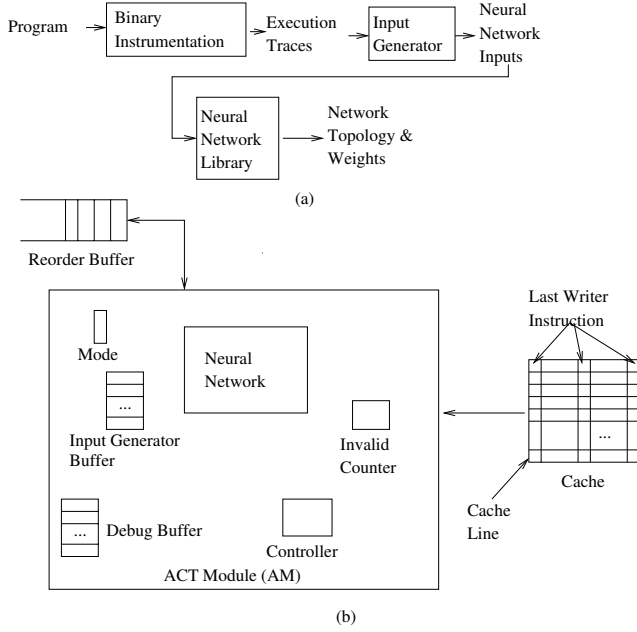 Program
Binary
Instrumentation
Execution
Traces
Input
Generator
Neural
Network
Inputs
Neural
Network
Library
Network
Topology &
Weights
(a)
Reorder Buffer
Mode
Neural
Network
...
Input Generator
Buffer
Invalid
Counter
...
Debug Buffer
Controller
ACT Module (AM)
Last Writer
Instruction
...
Cache
Cache
Line
(b)